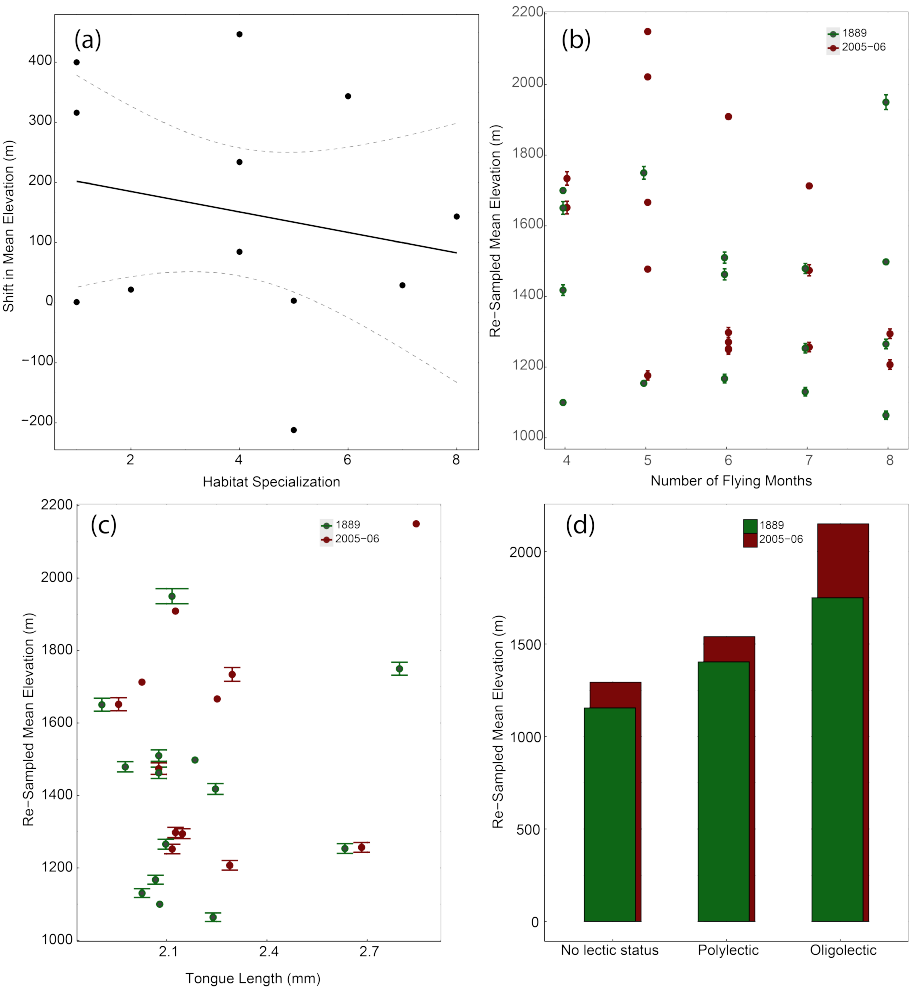 (a)
400
300
200
100
0
−100
−200
Shift in Mean Elevation (m)
2 4 6 8
Habitat Specialization
(b)
1889
2005−06
2200
2000
1800
1600
1400
1200
1000
Re−Sampled Mean Elevation (m)
4 5 6 7 8
Number of Flying Months
(c)
1889
2005−06
2200
2000
1800
1600
1400
1200
1000
Re−Sampled Mean Elevation (m)
2.1 2.4 2.7
Tongue Length (mm)
(d)
1889
2005−06
2000
1500
1000
500
0
Re−Sampled Mean Elevation (m)
No lectic status Polylectic Oligolectic